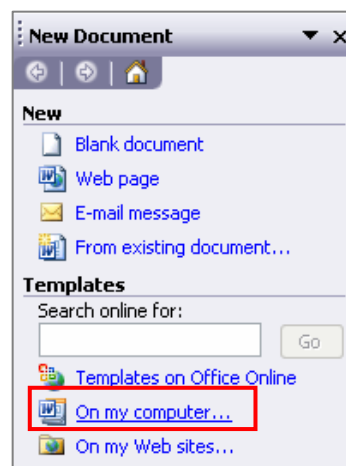 New Document
New
Blank document
Web page
E-mail message
From existing document...
Templates
Search online for:
Go
Templates on Office Online
On my computer...
On my Web sites...